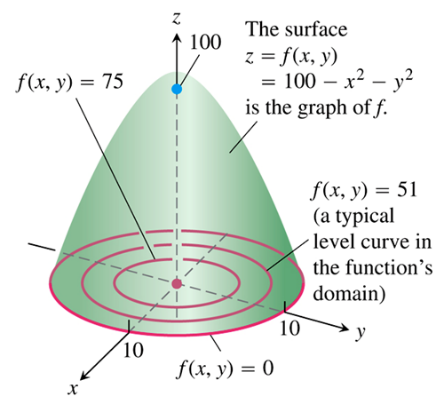 z
100
The surface
z = f(x, y)
= 100 − x² − y²
is the graph of f.
f(x, y) = 75
f(x, y) = 51
(a typical
level curve in
the function’s
domain)
10
y
10
x
f(x, y) = 0